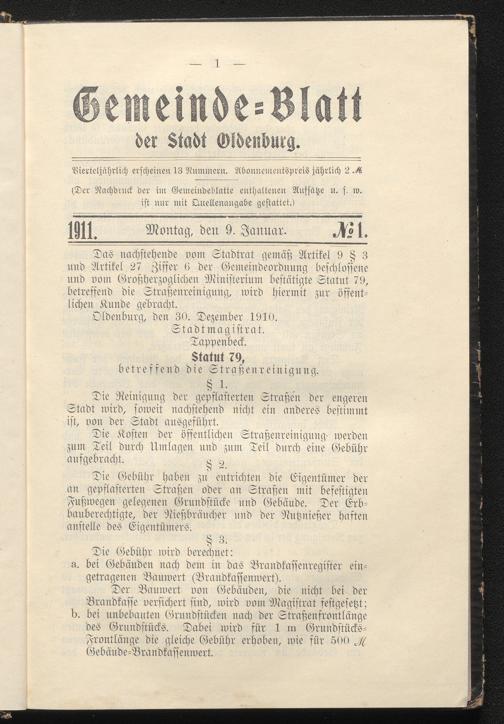 — 1 —
Gemeinde=Blatt
der Stadt Oldenburg.
Vierteljährlich erscheinen 13 Nummern. Abonnementspreis jährlich 2 ℳ
(Der Nachdruck der im Gemeindeblatte enthaltenen Aufsätze u. s. w.
ist nur mit Quellenangabe gestattet.)
1911. Montag, den 9. Januar. № 1.
Das nachstehende vom Stadtrat gemäß Artikel 9 § 3
und Artikel 27 Ziffer 6 der Gemeindeordnung beschlossene
und vom Großherzoglichen Ministerium bestätigte Statut 79,
betreffend die Straßenreinigung, wird hiermit zur öffent=
lichen Kunde gebracht.
Oldenburg, den 30. Dezember 1910.
Stadtmagistrat.
Tappenbeck.
Statut 79,
betreffend die Straßenreinigung.
§ 1.
Die Reinigung der gepflasterten Straßen der engeren
Stadt wird, soweit nachstehend nicht ein anderes bestimmt
ist, von der Stadt ausgeführt.
Die Kosten der öffentlichen Straßenreinigung werden
zum Teil durch Umlagen und zum Teil durch eine Gebühr
aufgebracht.
§ 2.
Die Gebühr haben zu entrichten die Eigentümer der
an gepflasterten Straßen oder an Straßen mit befestigten
Fußwegen gelegenen Grundstücke und Gebäude. Der Erb=
bauberechtigte, der Nießbräucher und der Nutznießer haften
anstelle des Eigentümers.
§ 3.
Die Gebühr wird berechnet:
a. bei Gebäuden nach dem in das Brandkassenregister ein=
getragenen Bauwert (Brandkassenwert).
Der Bauwert von Gebäuden, die nicht bei der
Brandkasse versichert sind, wird vom Magistrat festgesetzt;
b. bei unbebauten Grundstücken nach der Straßenfrontlänge
des Grundstücks. Dabei wird für 1 m Grundstücks=
Frontlänge die gleiche Gebühr erhoben, wie für 500 ℳ
Gebäude=Brandkassenwert.